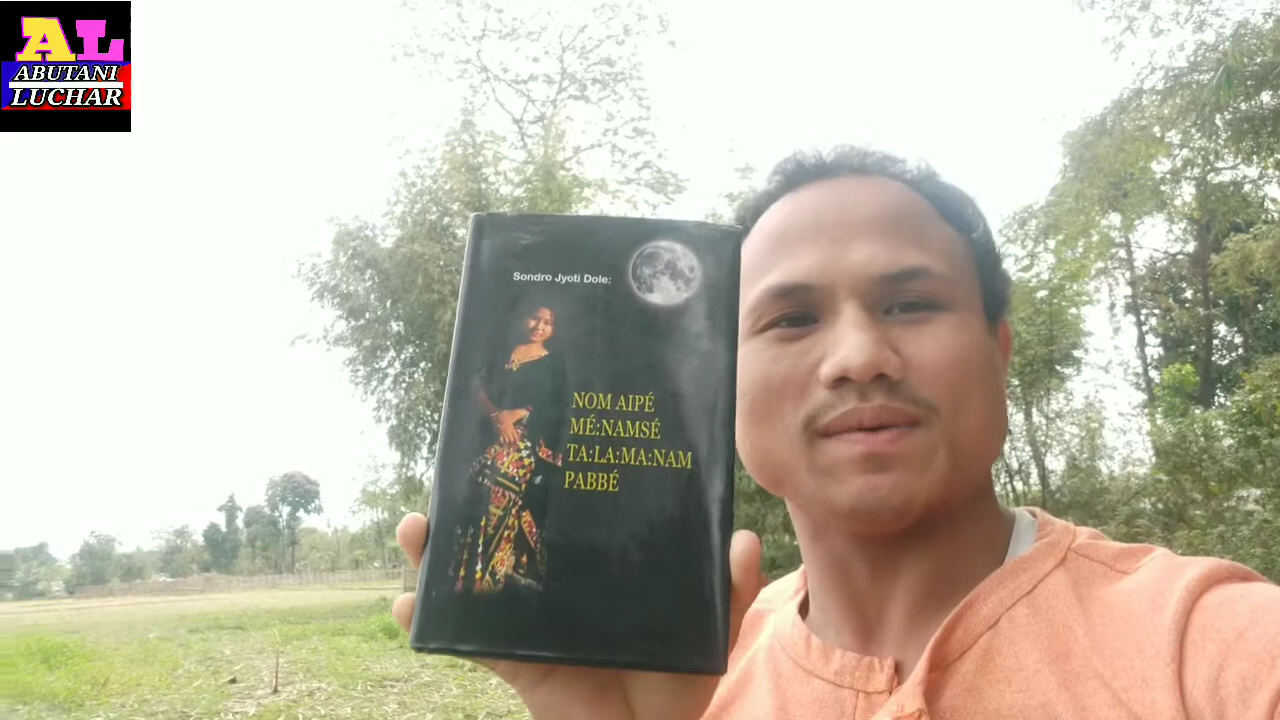 AL
ABUTANI
LUCHAR
Sondro Jyoti Dole:
NOM AIPÉ
MÉ:NAMSÉ
TA:LA:MA:NAM
PABBÉ